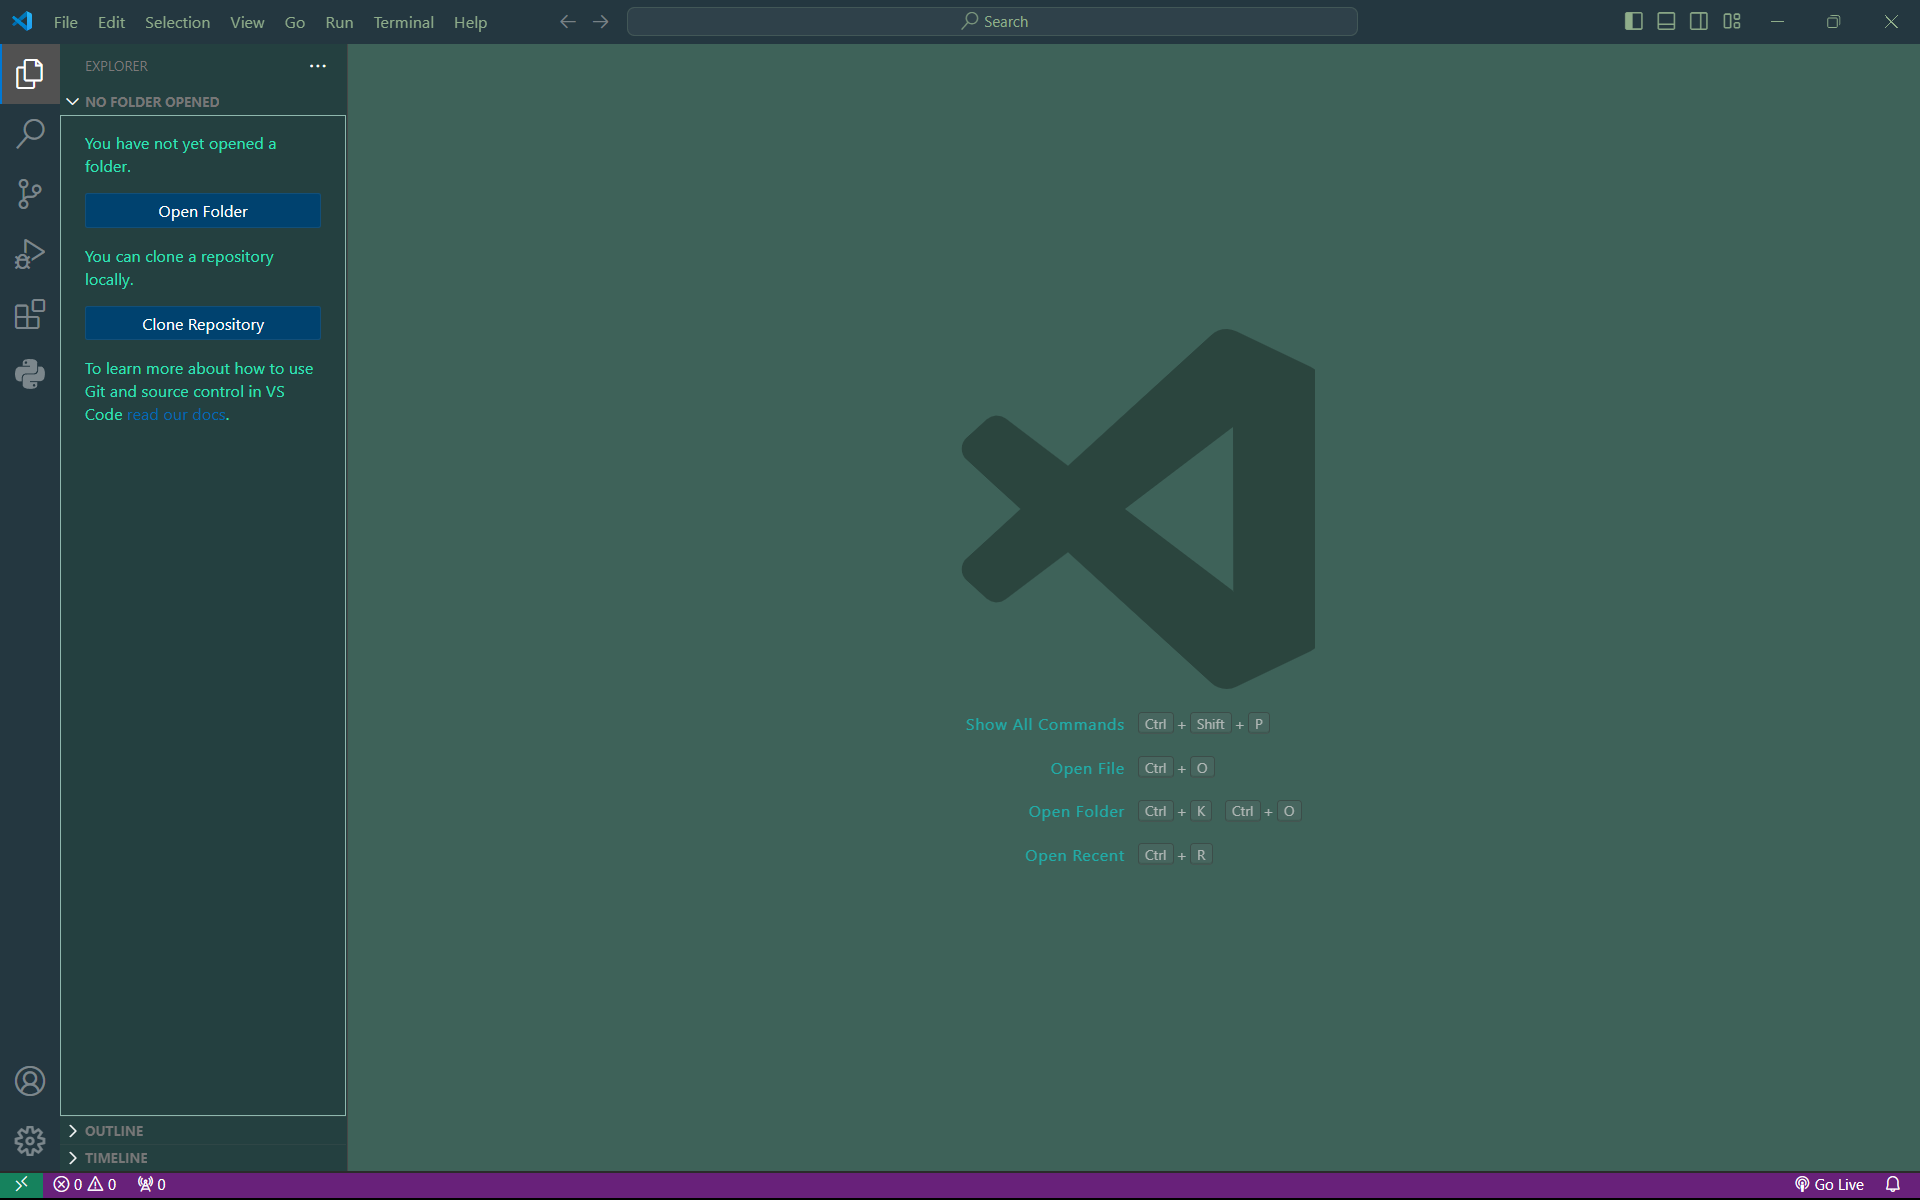 File Edit Selection View Go Run Terminal Help Search
EXPLORER
NO FOLDER OPENED
You have not yet opened a
folder.
Open Folder
You can clone a repository
locally.
Clone Repository
To learn more about how to use
Git and source control in VS
Code read our docs.
Show All Commands Ctrl + Shift + P
Open File Ctrl + O
Open Folder Ctrl + K Ctrl + O
Open Recent Ctrl + R
OUTLINE
TIMELINE
0 0 0 Go Live